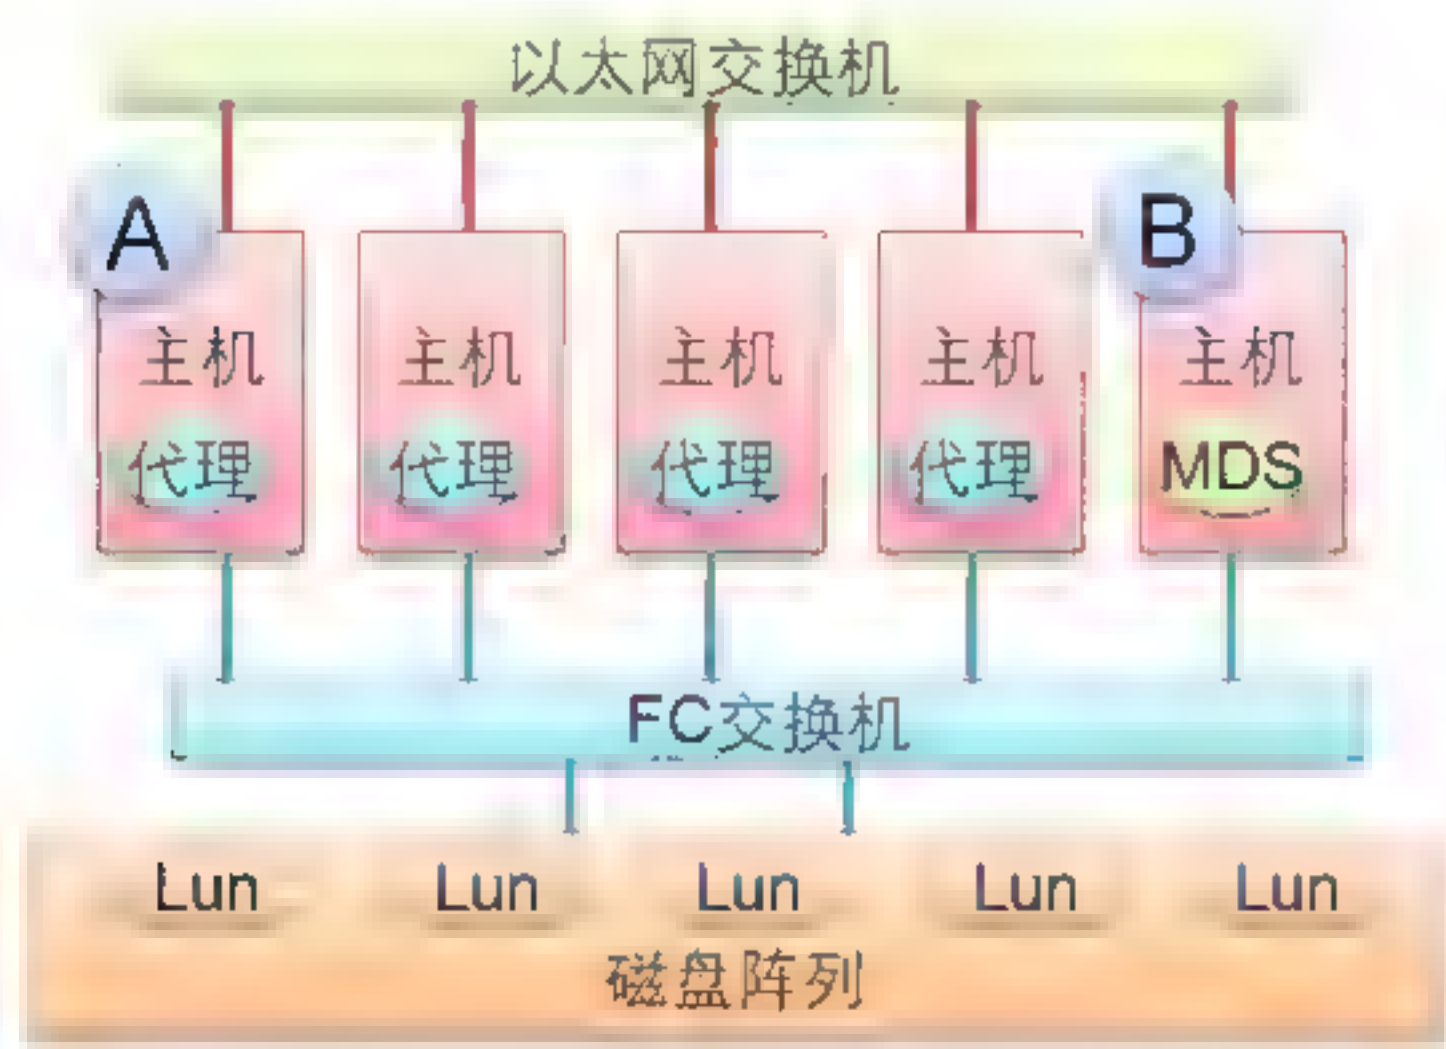 以太网交换机
A
B
主机 主机 主机 主机 主机
代理 代理 代理 代理 MDS
FC交换机
Lun Lun Lun Lun Lun
磁盘阵列